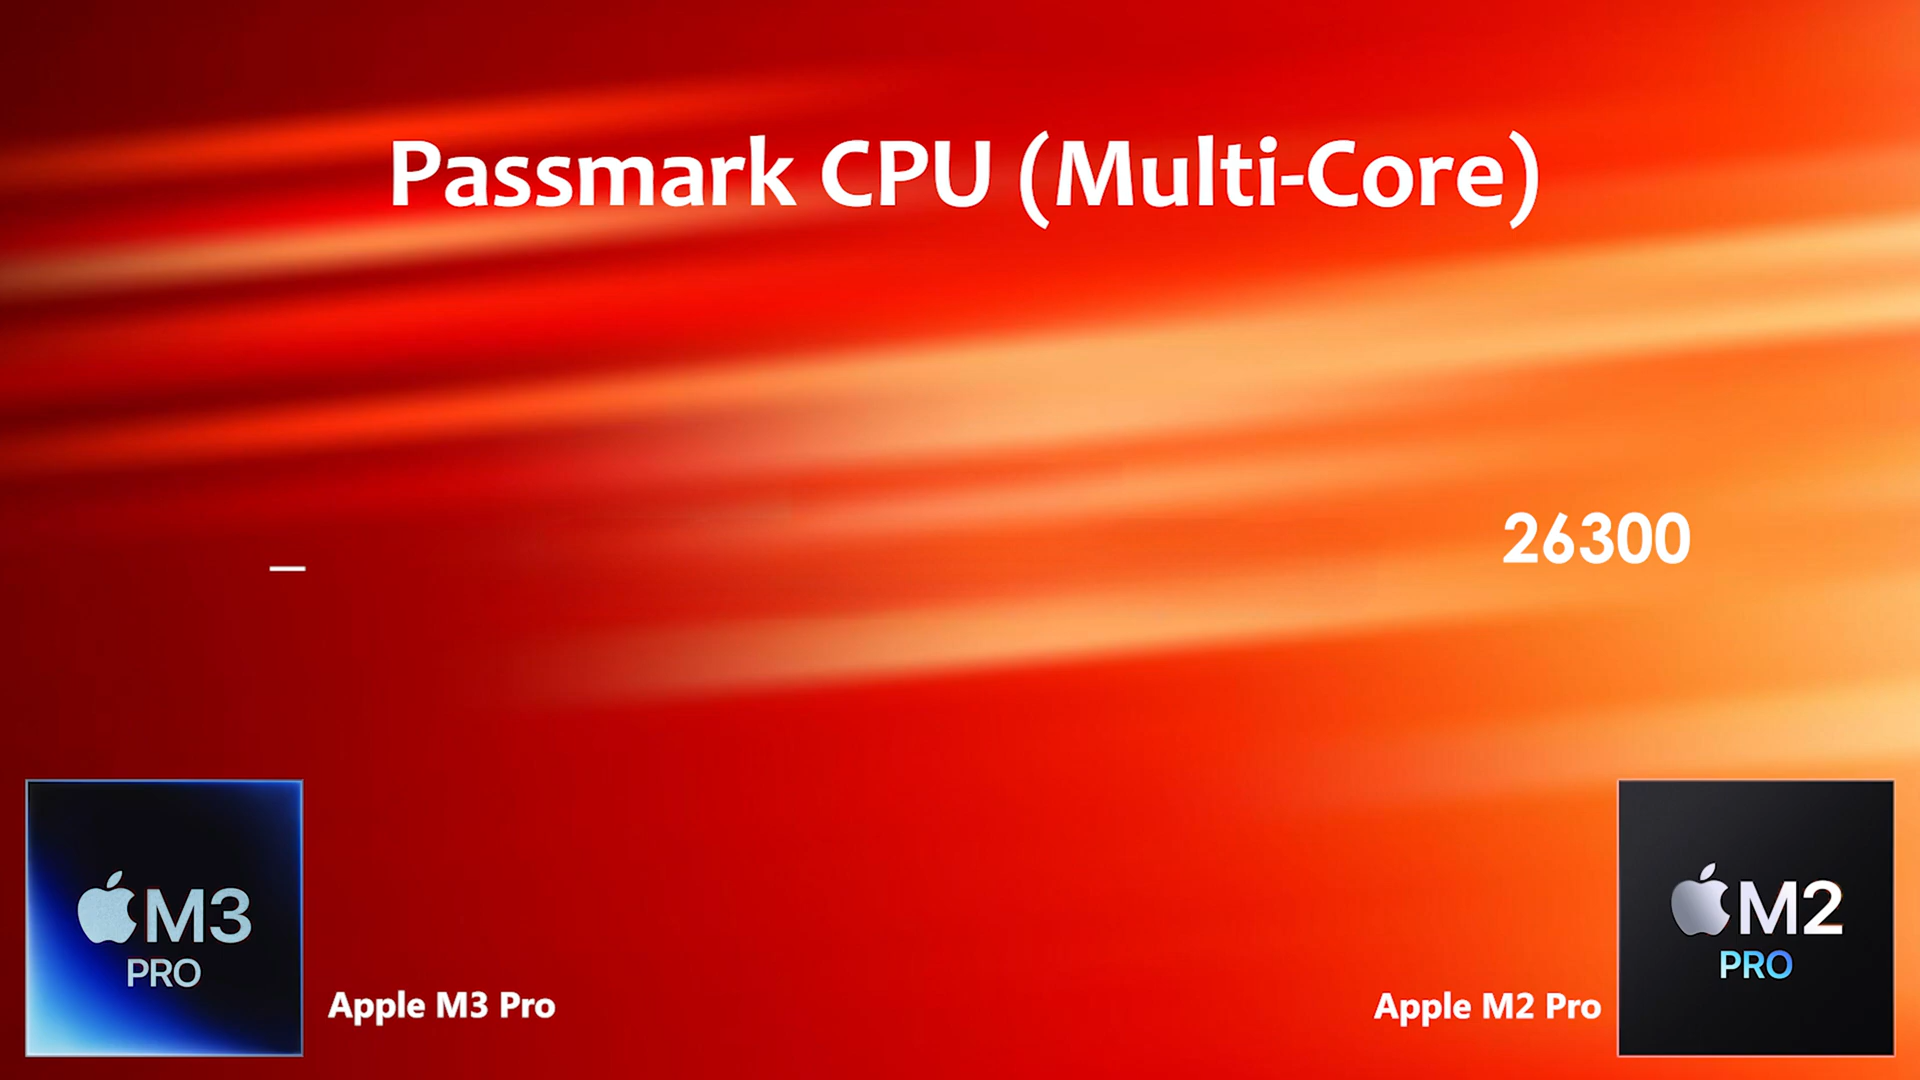 Passmark CPU (Multi-Core)
_
26300
M3
PRO
Apple M3 Pro
Apple M2 Pro
M2
PRO